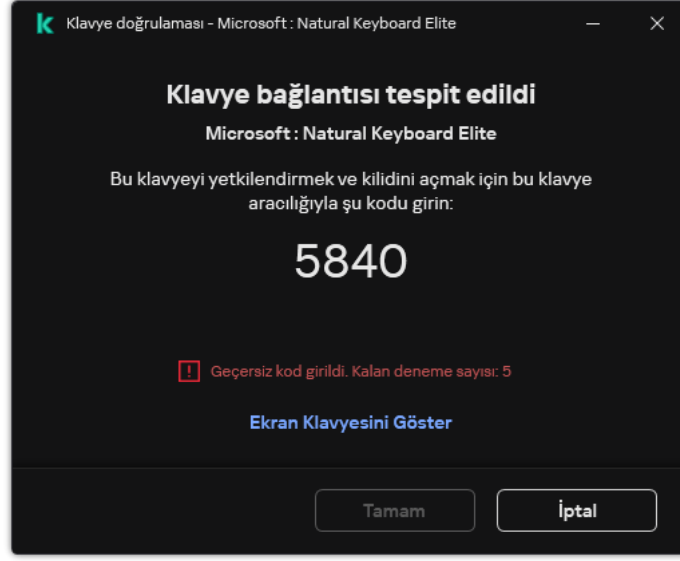 Klavye doğrulaması - Microsoft : Natural Keyboard Elite
Klavye bağlantısı tespit edildi
Microsoft : Natural Keyboard Elite
Bu klavyeyi yetkilendirmek ve kilidini açmak için bu klavye
aracılığıyla şu kodu girin:
5840
Geçersiz kod girildi. Kalan deneme sayısı: 5
Ekran Klavyesini Göster
Tamam
İptal